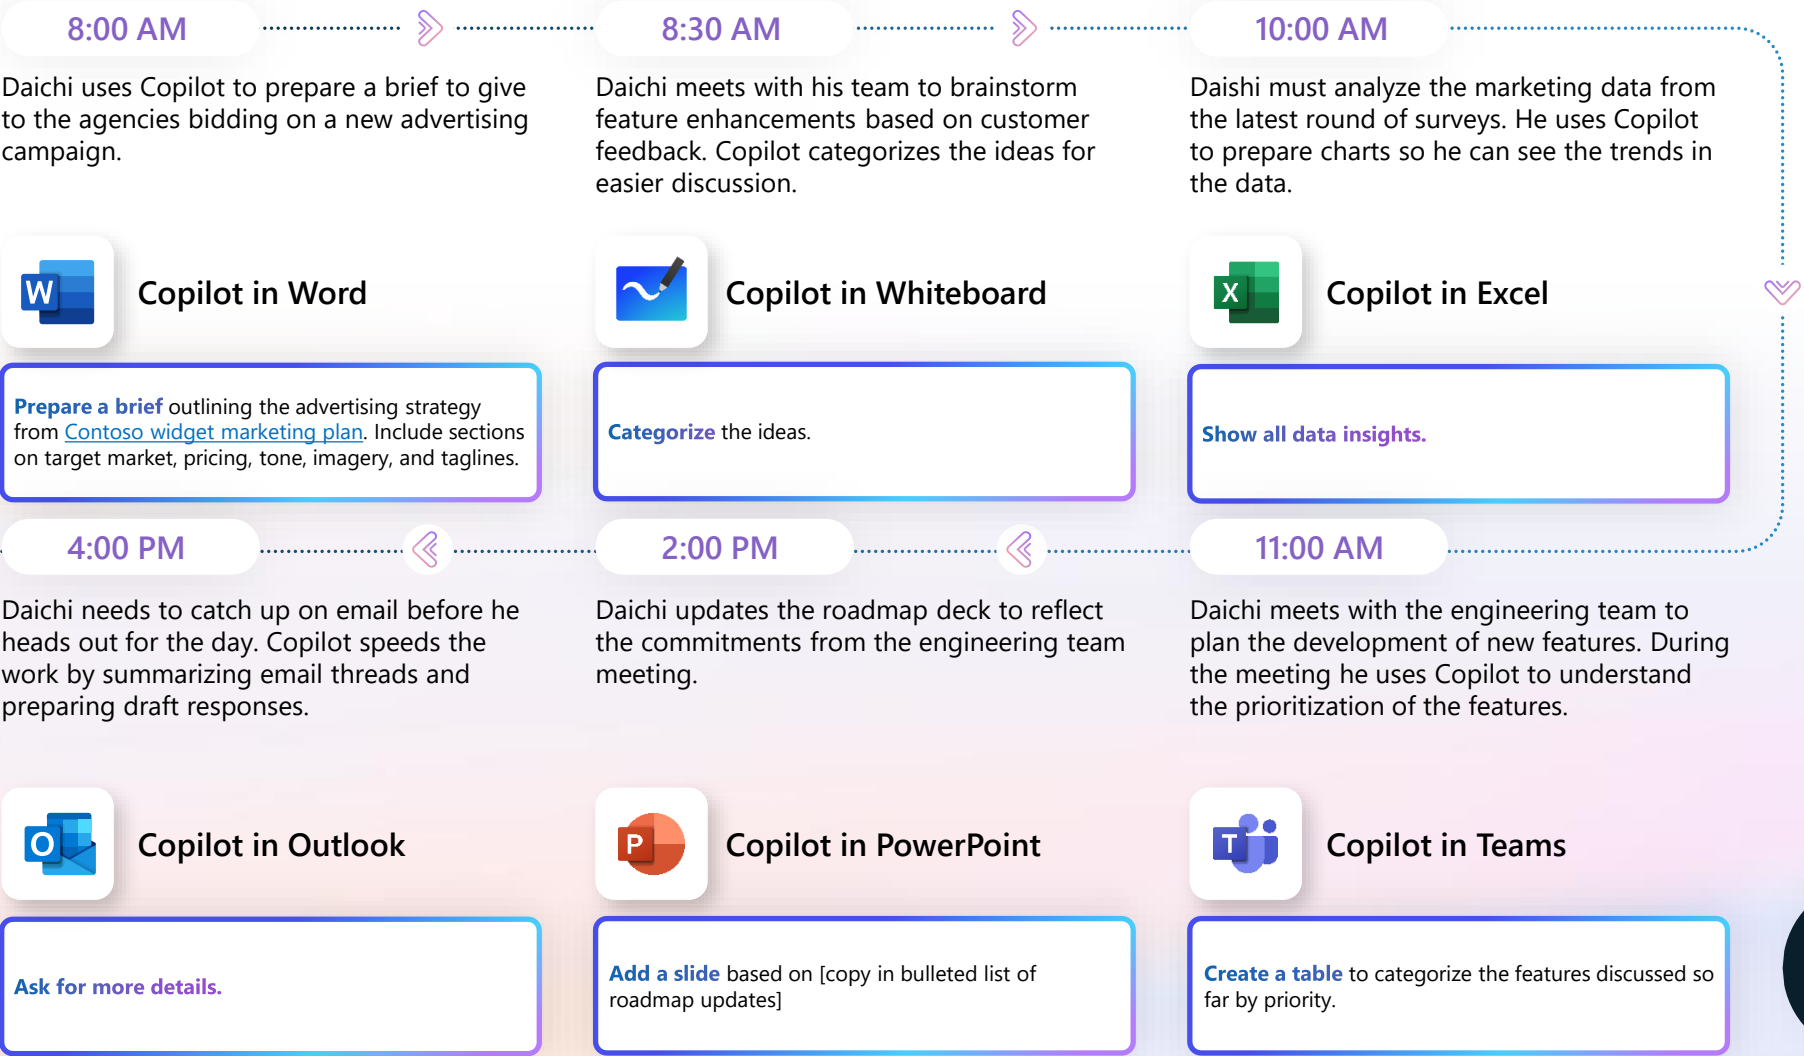 8:00 AM
Daichi uses Copilot to prepare a brief to give
to the agencies bidding on a new advertising
campaign.
W
Copilot in Word
Prepare a brief outlining the advertising strategy
from Contoso widget marketing plan. Include sections
on target market, pricing, tone, imagery, and taglines.
8:30 AM
Daichi meets with his team to brainstorm
feature enhancements based on customer
feedback. Copilot categorizes the ideas for
easier discussion.
Copilot in Whiteboard
Categorize the ideas.
10:00 AM
Daishi must analyze the marketing data from
the latest round of surveys. He uses Copilot
to prepare charts so he can see the trends in
the data.
X
Copilot in Excel
Show all data insights.
11:00 AM
Daichi meets with the engineering team to
plan the development of new features. During
the meeting he uses Copilot to understand
the prioritization of the features.
T
Copilot in Teams
Create a table to categorize the features discussed so
far by priority.
2:00 PM
Daichi updates the roadmap deck to reflect
the commitments from the engineering team
meeting.
P
Copilot in PowerPoint
Add a slide based on [copy in bulleted list of
roadmap updates]
4:00 PM
Daichi needs to catch up on email before he
heads out for the day. Copilot speeds the
work by summarizing email threads and
preparing draft responses.
O
Copilot in Outlook
Ask for more details.